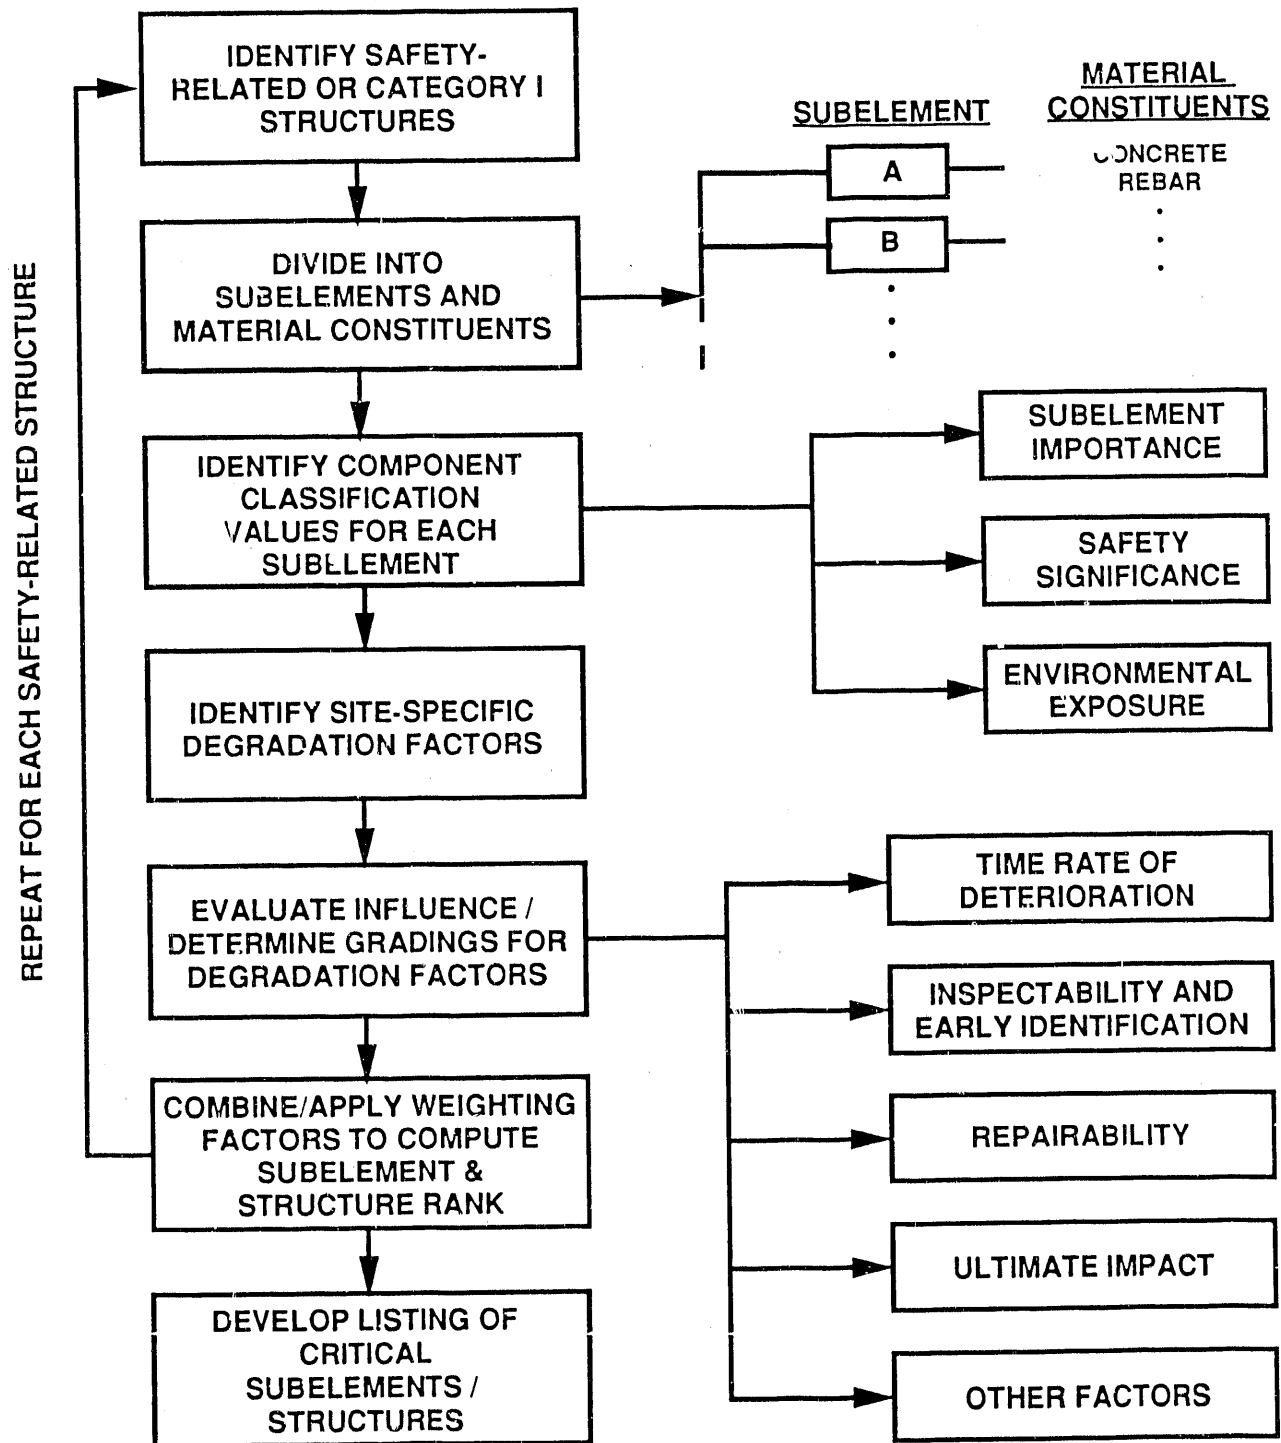 IDENTIFY SAFETY-
RELATED OR CATEGORY I
STRUCTURES
DIVIDE INTO
SUBELEMENTS AND
MATERIAL CONSTITUENTS
IDENTIFY COMPONENT
CLASSIFICATION
VALUES FOR EACH
SUBELEMENT
IDENTIFY SITE-SPECIFIC
DEGRADATION FACTORS
EVALUATE INFLUENCE /
DETERMINE GRADINGS FOR
DEGRADATION FACTORS
COMBINE/APPLY WEIGHTING
FACTORS TO COMPUTE
SUBELEMENT &
STRUCTURE RANK
DEVELOP LISTING OF
CRITICAL
SUBELEMENTS /
STRUCTURES
REPEAT FOR EACH SAFETY-RELATED STRUCTURE
SUBELEMENT
A
B
MATERIAL
CONSTITUENTS
CONCRETE
REBAR
SUBELEMENT
IMPORTANCE
SAFETY
SIGNIFICANCE
ENVIRONMENTAL
EXPOSURE
TIME RATE OF
DETERIORATION
INSPECTABILITY AND
EARLY IDENTIFICATION
REPAIRABILITY
ULTIMATE IMPACT
OTHER FACTORS